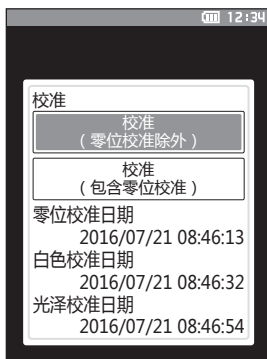 12:34
校准
校准
（零位校准除外）
校准
（包含零位校准）
零位校准日期
2016/07/21 08:46:13
白色校准日期
2016/07/21 08:46:32
光泽校准日期
2016/07/21 08:46:54